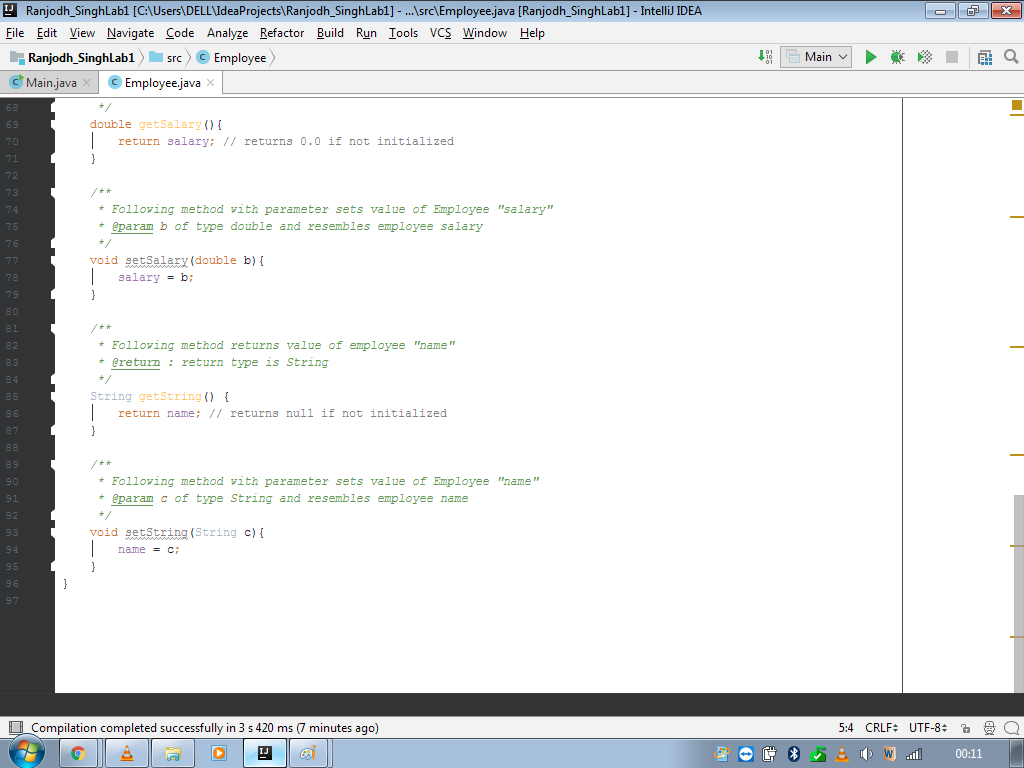 Ranjodh_SinghLab1 [C:\Users\DELL\IdeaProjects\Ranjodh_SinghLab1] - ...\src\Employee.java [Ranjodh_SinghLab1] - IntelliJ IDEA
File Edit View Navigate Code Analyze Refactor Build Run Tools VCS Window Help
Ranjodh_SinghLab1 src Employee Main
Main.java Employee.java
68 */
69 double getSalary(){
70 return salary; // returns 0.0 if not initialized
71 }
72
73 /**
74 * Following method with parameter sets value of Employee "salary"
75 * @param b of type double and resembles employee salary
76 */
77 void setSalary(double b){
78 salary = b;
79 }
80
81 /**
82 * Following method returns value of employee "name"
83 * @return : return type is String
84 */
85 String getString() {
86 return name; // returns null if not initialized
87 }
88
89 /**
90 * Following method with parameter sets value of Employee "name"
91 * @param c of type String and resembles employee name
92 */
93 void setString(String c){
94 name = c;
95 }
96 }
97
Compilation completed successfully in 3 s 420 ms (7 minutes ago) 5:4 CRLF UTF-8
00:11